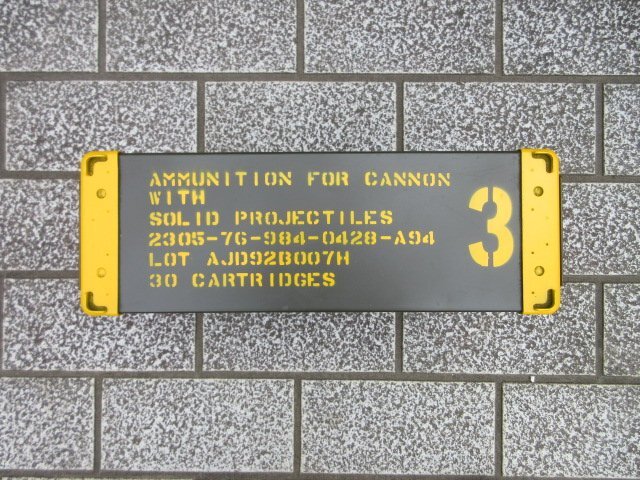 AMMUNITION FOR CANNON
WITH
SOLID PROJECTILES
2305-76-984-0428-A94
LOT AJD92B007H
30 CARTRIDGES
3